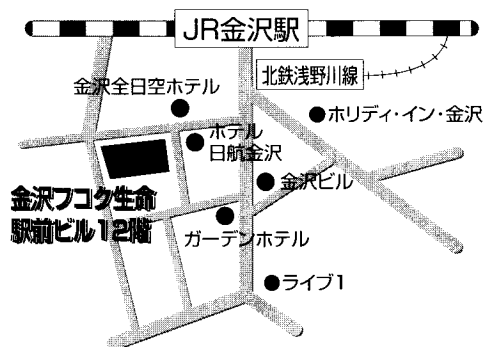 JR金沢駅
北鉄浅野川線
金沢全日空ホテル
ホリディ・イン・金沢
ホテル
日航金沢
金沢ビル
金沢フコク生命
駅前ビル12階
ガーデンホテル
ライブ1